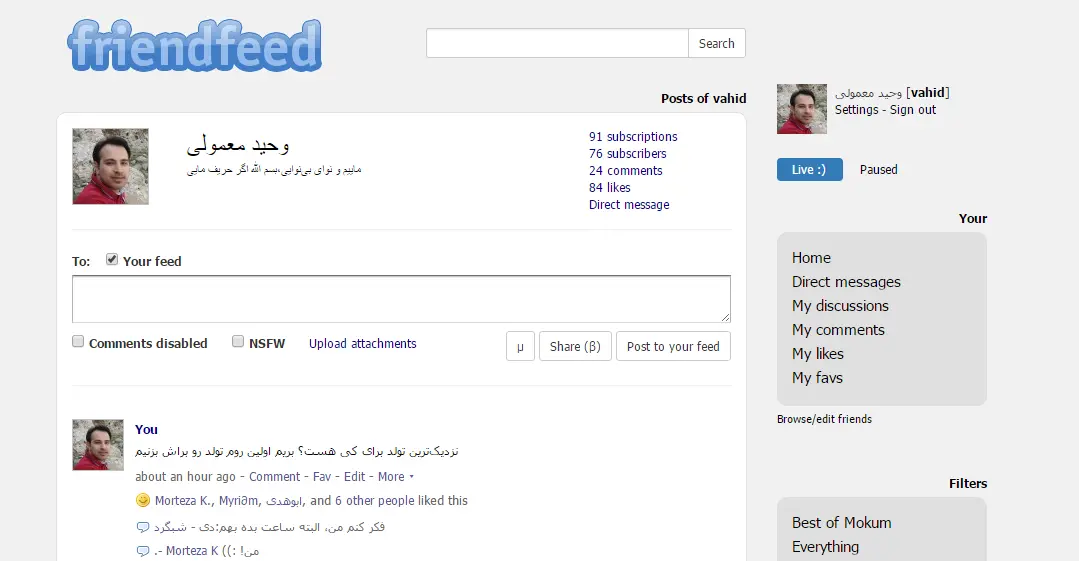 friendfeed
Search
Posts of vahid
وحید معمولی [vahid]
Settings - Sign out
وحید معمولی
ماییم و نوای بی‌نوایی،بسم الله اگر حریف مایی
91 subscriptions
76 subscribers
24 comments
84 likes
Direct message
Live :) Paused
Your
Home
Direct messages
My discussions
My comments
My likes
My favs
Browse/edit friends
To: Your feed
Comments disabled NSFW Upload attachments μ Share (β) Post to your feed
You
نزدیک‌ترین تولد برای کی هست؟ بریم اولین روم تولد رو براش بزنیم
about an hour ago - Comment - Fav - Edit - More
Morteza K., Myri∂m, ابوهدی, and 6 other people liked this
فکر کنم من، البته ساعت بده بهم:دی - شبگرد
من! :)) - Morteza K.
Filters
Best of Mokum
Everything